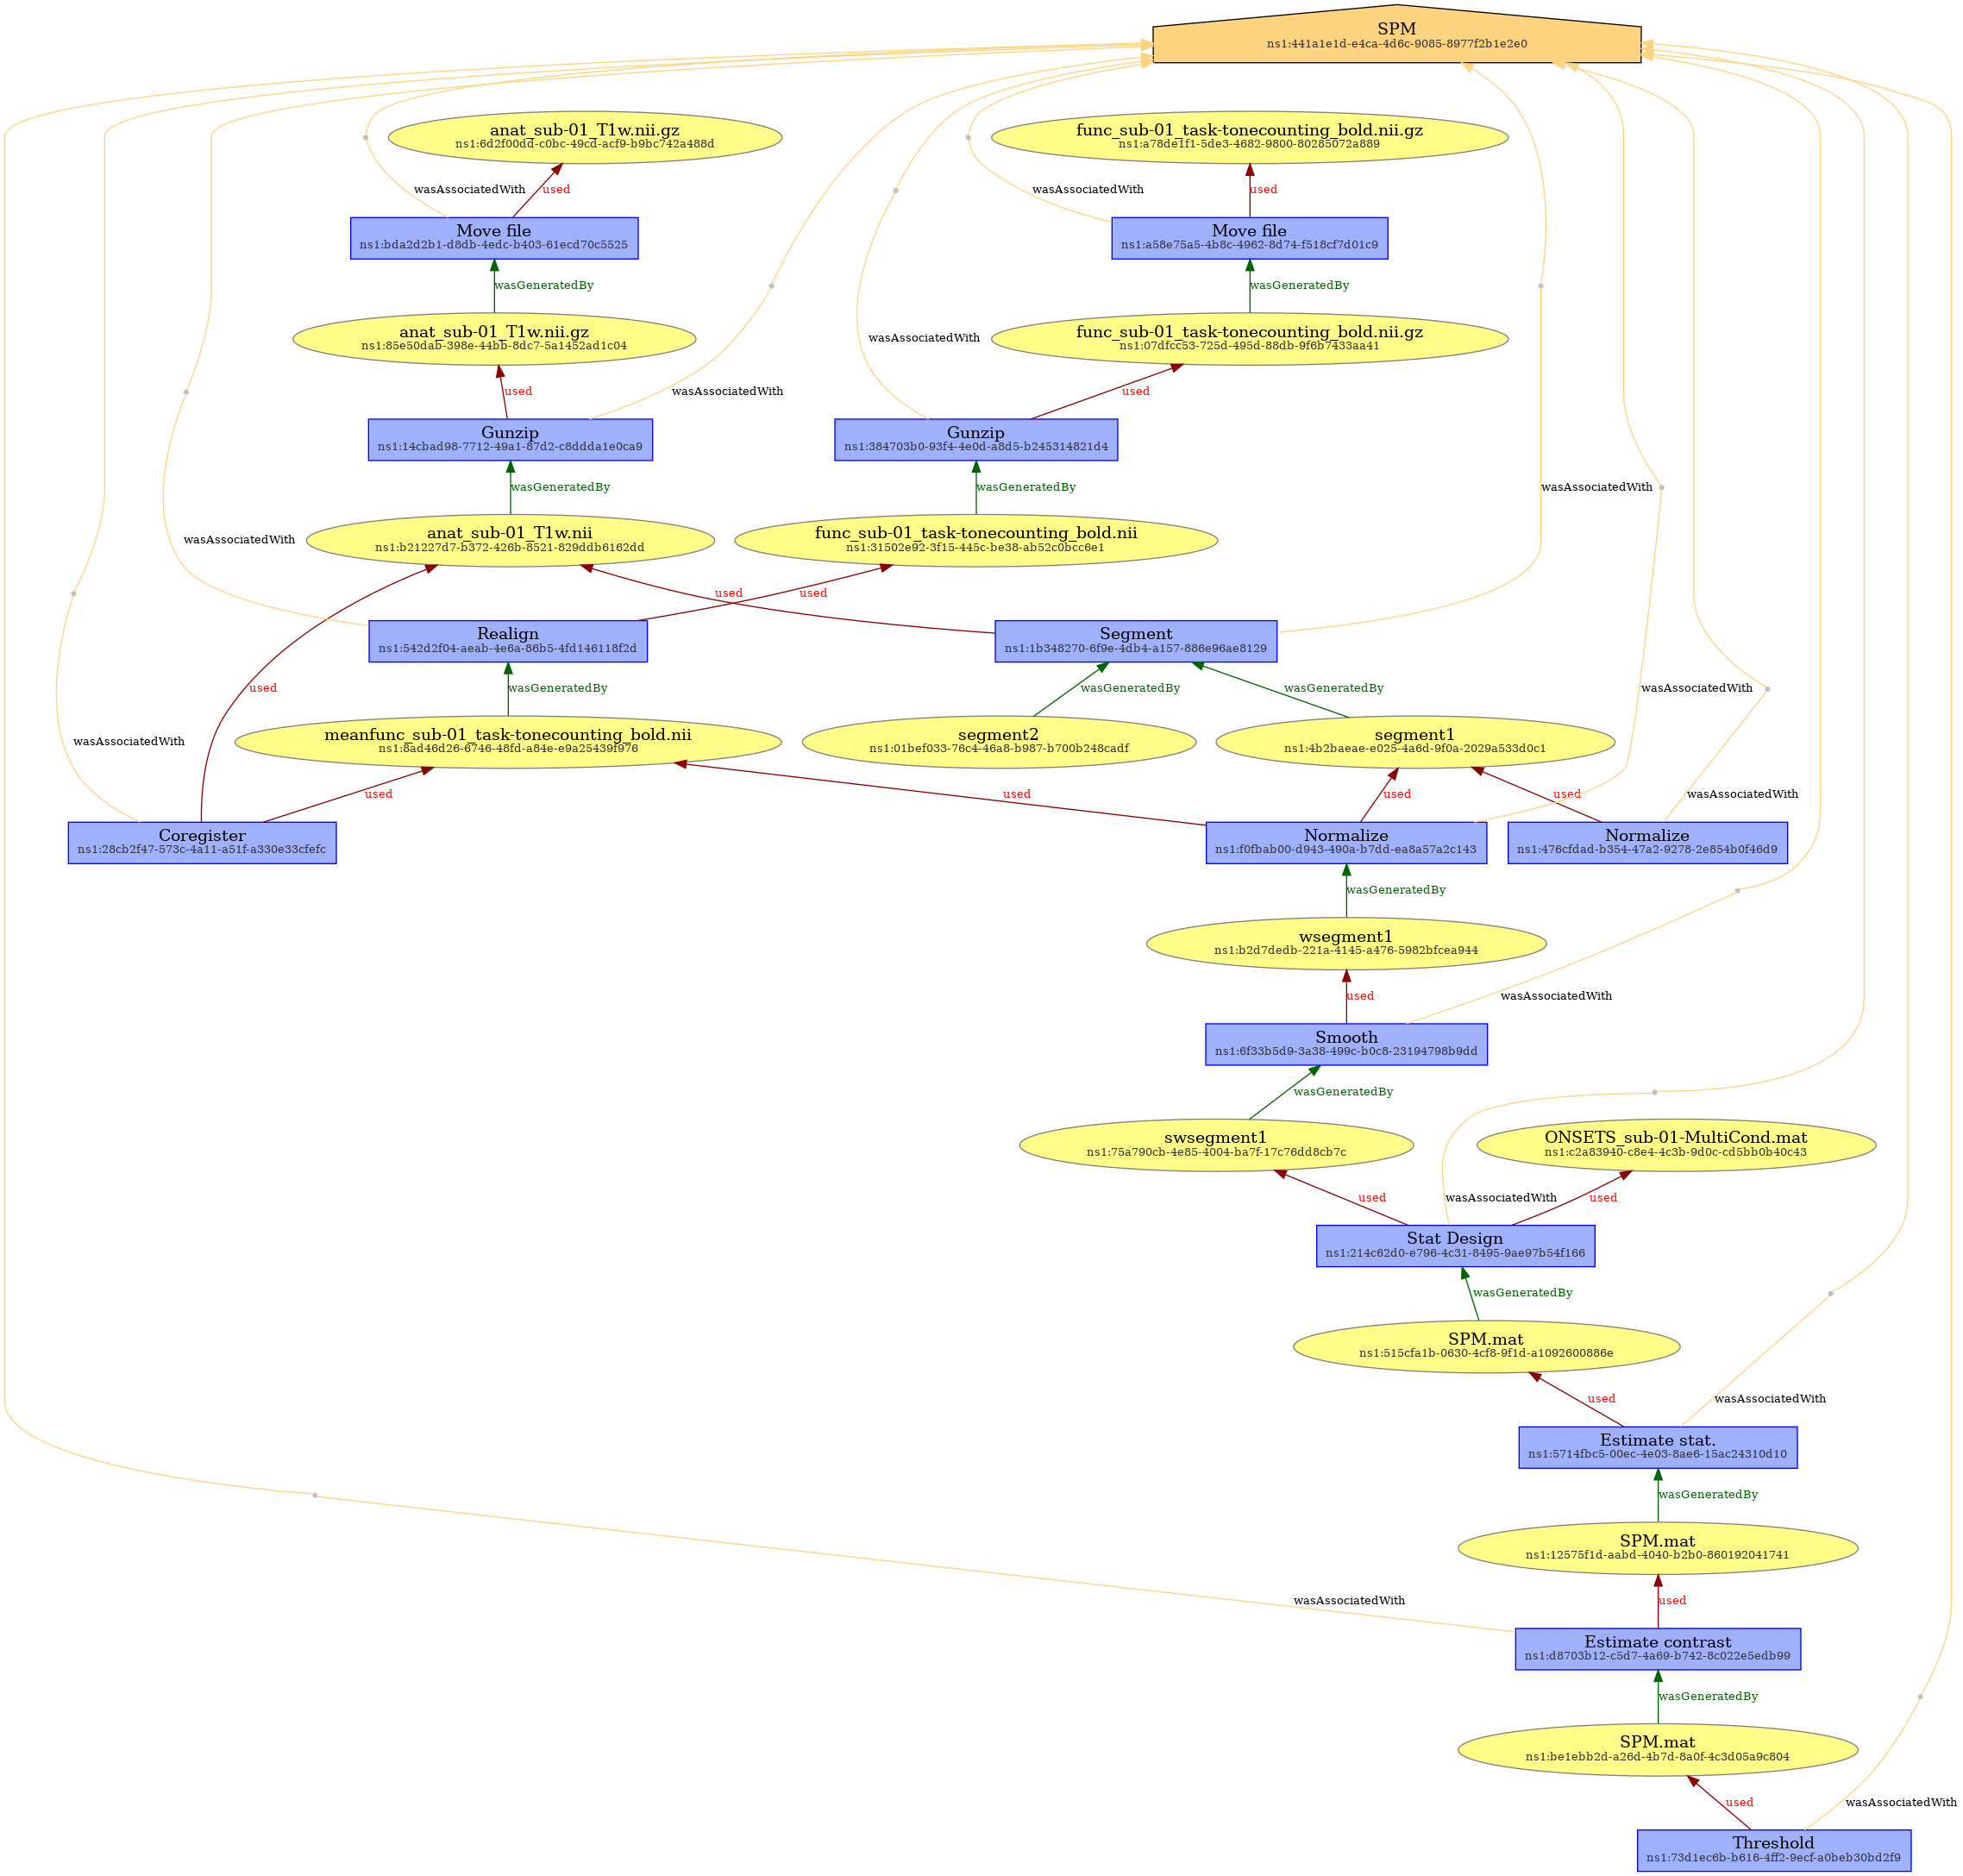 SPM
ns1:441a1e1d-e4ca-4d6c-9085-8977f2b1e2e0
anat_sub-01_T1w.nii.gz
ns1:6d2f00dd-c0bc-49cd-acf9-b9bc742a488d
func_sub-01_task-tonecounting_bold.nii.gz
ns1:a78de1f1-5de3-4682-9800-80285072a889
wasAssociatedWith
used
wasAssociatedWith
used
Move file
ns1:bda2d2b1-d8db-4edc-b403-61ecd70c5525
Move file
ns1:a58e75a5-4b8c-4962-8d74-f518cf7d01c9
wasGeneratedBy
wasGeneratedBy
anat_sub-01_T1w.nii.gz
ns1:85e50dab-398e-44bb-8dc7-5a1452ad1c04
wasAssociatedWith
func_sub-01_task-tonecounting_bold.nii.gz
ns1:07dfcc53-725d-495d-88db-9f6b7433aa41
used
wasAssociatedWith
used
Gunzip
ns1:14cbad98-7712-49a1-87d2-c8ddda1e0ca9
Gunzip
ns1:384703b0-93f4-4e0d-a8d5-b245314821d4
wasGeneratedBy
wasGeneratedBy
wasAssociatedWith
wasAssociatedWith
anat_sub-01_T1w.nii
ns1:b21227d7-b372-426b-8521-829ddb6162dd
func_sub-01_task-tonecounting_bold.nii
ns1:31502e92-3f15-445c-be38-ab52c0bcc6e1
used
used
Realign
ns1:542d2f04-aeab-4e6a-86b5-4fd146118f2d
Segment
ns1:1b348270-6f9e-4db4-a157-886e96ae8129
used
wasGeneratedBy
wasGeneratedBy
wasGeneratedBy
wasAssociatedWith
wasAssociatedWith
meanfunc_sub-01_task-tonecounting_bold.nii
ns1:8ad46d26-6746-48fd-a84e-e9a25439f976
segment2
ns1:01bef033-76c4-46a8-b987-b700b248cadf
segment1
ns1:4b2baeae-e025-4a6d-9f0a-2029a533d0c1
used
used
used
used
wasAssociatedWith
Coregister
ns1:28cb2f47-573c-4a11-a51f-a330e33cfefc
Normalize
ns1:f0fbab00-d943-490a-b7dd-ea8a57a2c143
Normalize
ns1:476cfdad-b354-47a2-9278-2e854b0f46d9
wasGeneratedBy
wsegment1
ns1:b2d7dedb-221a-4145-a476-5982bfcea944
used
wasAssociatedWith
Smooth
ns1:6f33b5d9-3a38-499c-b0c8-23194798b9dd
wasGeneratedBy
swsegment1
ns1:75a790cb-4e85-4004-ba7f-17c76dd8cb7c
ONSETS_sub-01-MultiCond.mat
ns1:c2a83940-c8e4-4c3b-9d0c-cd5bb0b40c43
used
wasAssociatedWith
used
Stat Design
ns1:214c62d0-e796-4c31-8495-9ae97b54f166
wasGeneratedBy
SPM.mat
ns1:515cfa1b-0630-4cf8-9f1d-a1092600886e
used
wasAssociatedWith
Estimate stat.
ns1:5714fbc5-00ec-4e03-8ae6-15ac24310d10
wasGeneratedBy
SPM.mat
ns1:12575f1d-aabd-4040-b2b0-860192041741
wasAssociatedWith
used
Estimate contrast
ns1:d8703b12-c5d7-4a69-b742-8c022e5edb99
wasGeneratedBy
SPM.mat
ns1:be1ebb2d-a26d-4b7d-8a0f-4c3d05a9c804
used
wasAssociatedWith
Threshold
ns1:73d1ec6b-b616-4ff2-9ecf-a0beb30bd2f9